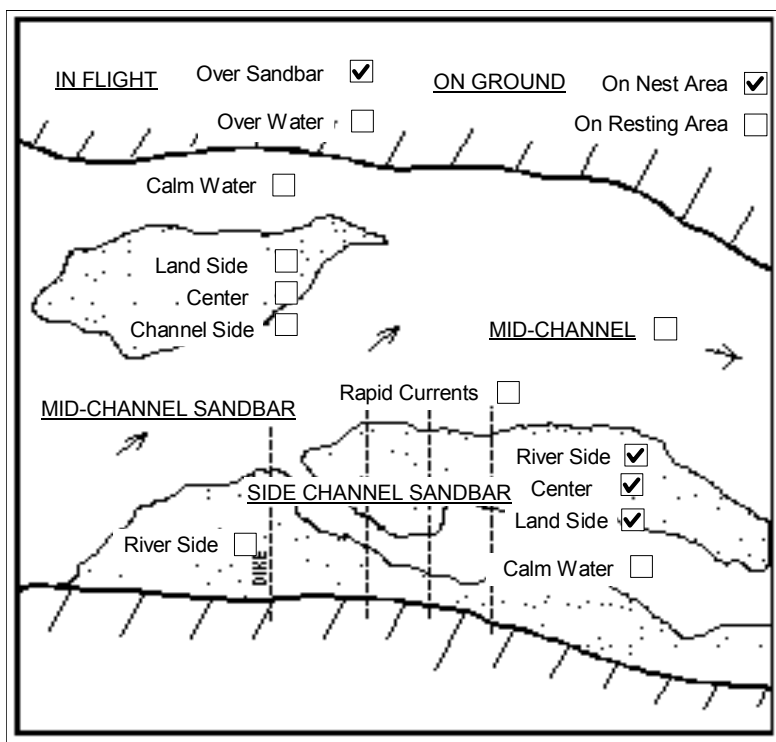 IN FLIGHT Over Sandbar ON GROUND On Nest Area
Over Water On Resting Area
Calm Water
Land Side
Center
Channel Side
MID-CHANNEL
Rapid Currents
MID-CHANNEL SANDBAR
River Side
SIDE CHANNEL SANDBAR Center
Land Side
River Side
DIKE
Calm Water